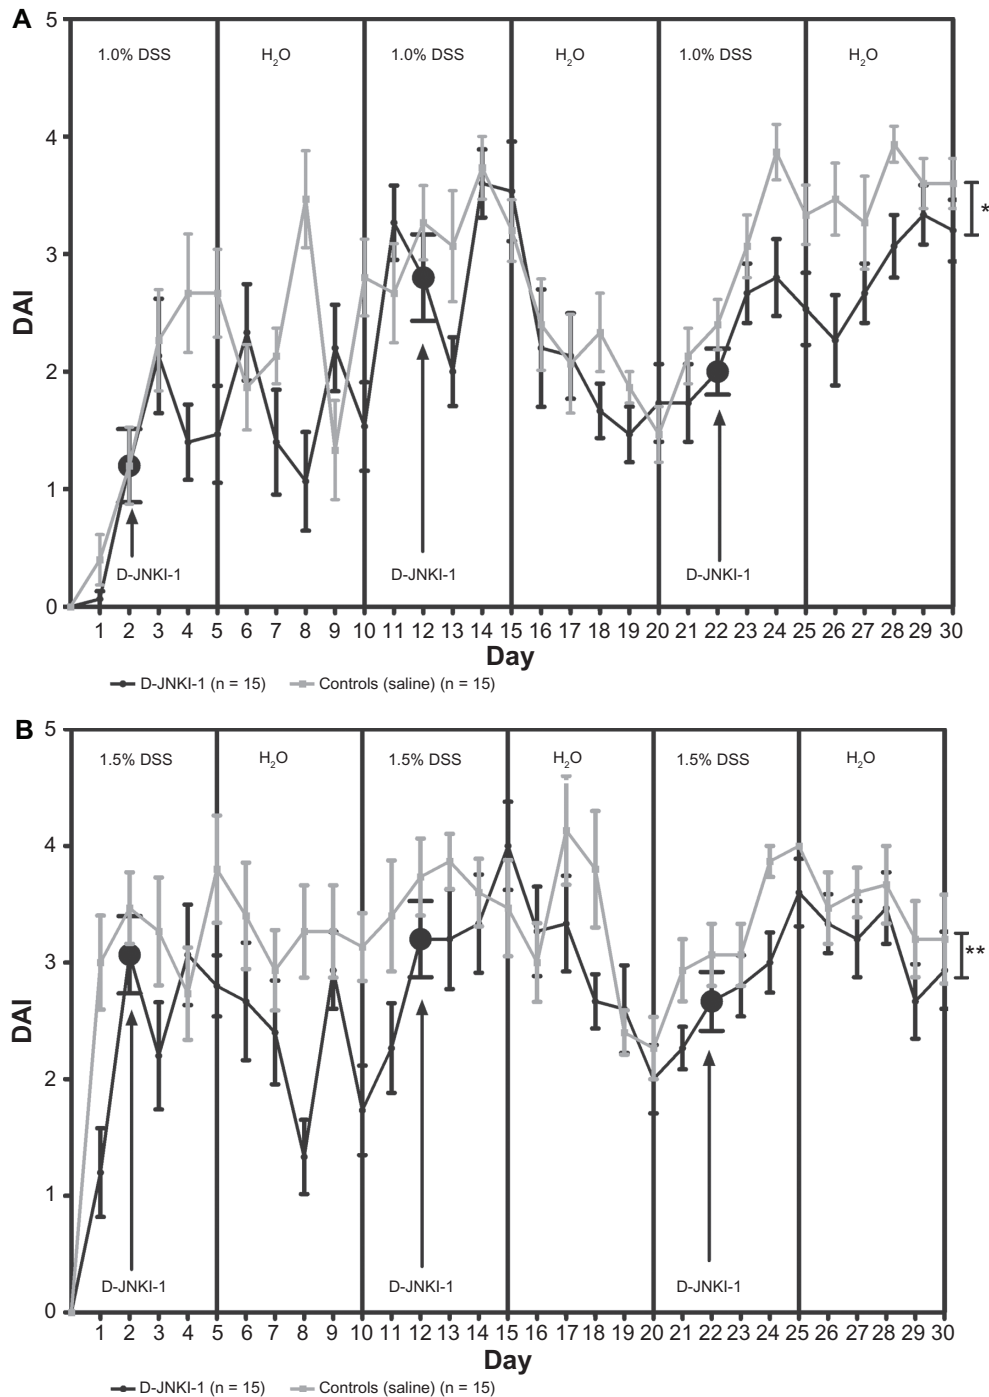 A
5
1.0% DSS H2O 1.0% DSS H2O 1.0% DSS H2O
4
3
*
DAI
2
1
D-JNKI-1 D-JNKI-1 D-JNKI-1
0
1 2 3 4 5 6 7 8 9 10 11 12 13 14 15 16 17 18 19 20 21 22 23 24 25 26 27 28 29 30
Day
D-JNKI-1 (n = 15) Controls (saline) (n = 15)
B
5
1.5% DSS H2O 1.5% DSS H2O 1.5% DSS H2O
4
3
**
DAI
2
1
D-JNKI-1 D-JNKI-1 D-JNKI-1
0
1 2 3 4 5 6 7 8 9 10 11 12 13 14 15 16 17 18 19 20 21 22 23 24 25 26 27 28 29 30
Day
D-JNKI-1 (n = 15) Controls (saline) (n = 15)